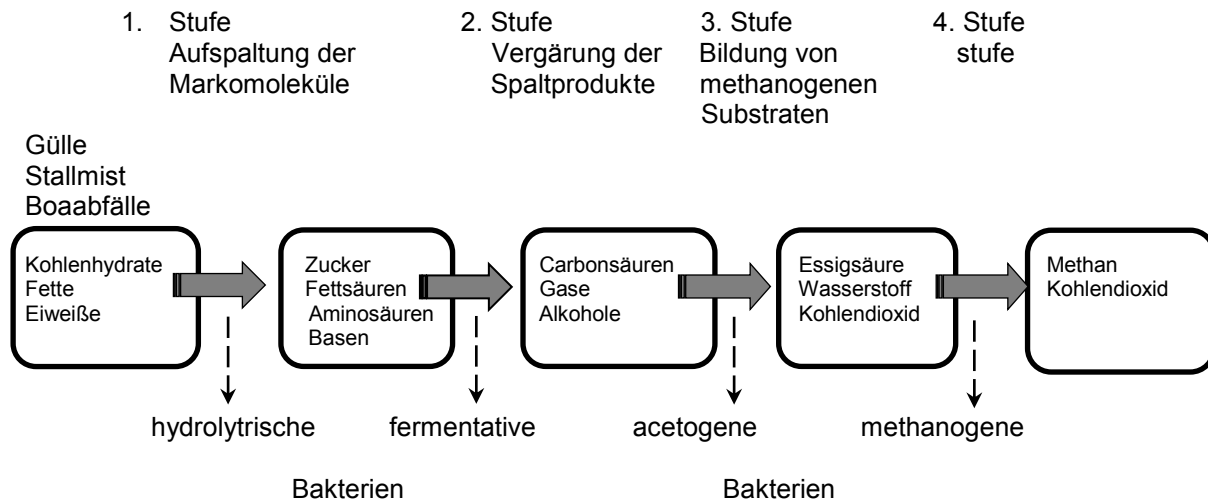 1. Stufe
Aufspaltung der
Markomoleküle
2. Stufe
Vergärung der
Spaltprodukte
3. Stufe
Bildung von
methanogenen
Substraten
4. Stufe
stufe
Gülle
Stallmist
Boaabfälle
Kohlenhydrate
Fette
Eiweiße
Zucker
Fettsäuren
Aminosäuren
Basen
Carbonsäuren
Gase
Alkohole
Essigsäure
Wasserstoff
Kohlendioxid
Methan
Kohlendioxid
hydrolytrische
fermentative
acetogene
methanogene
Bakterien
Bakterien